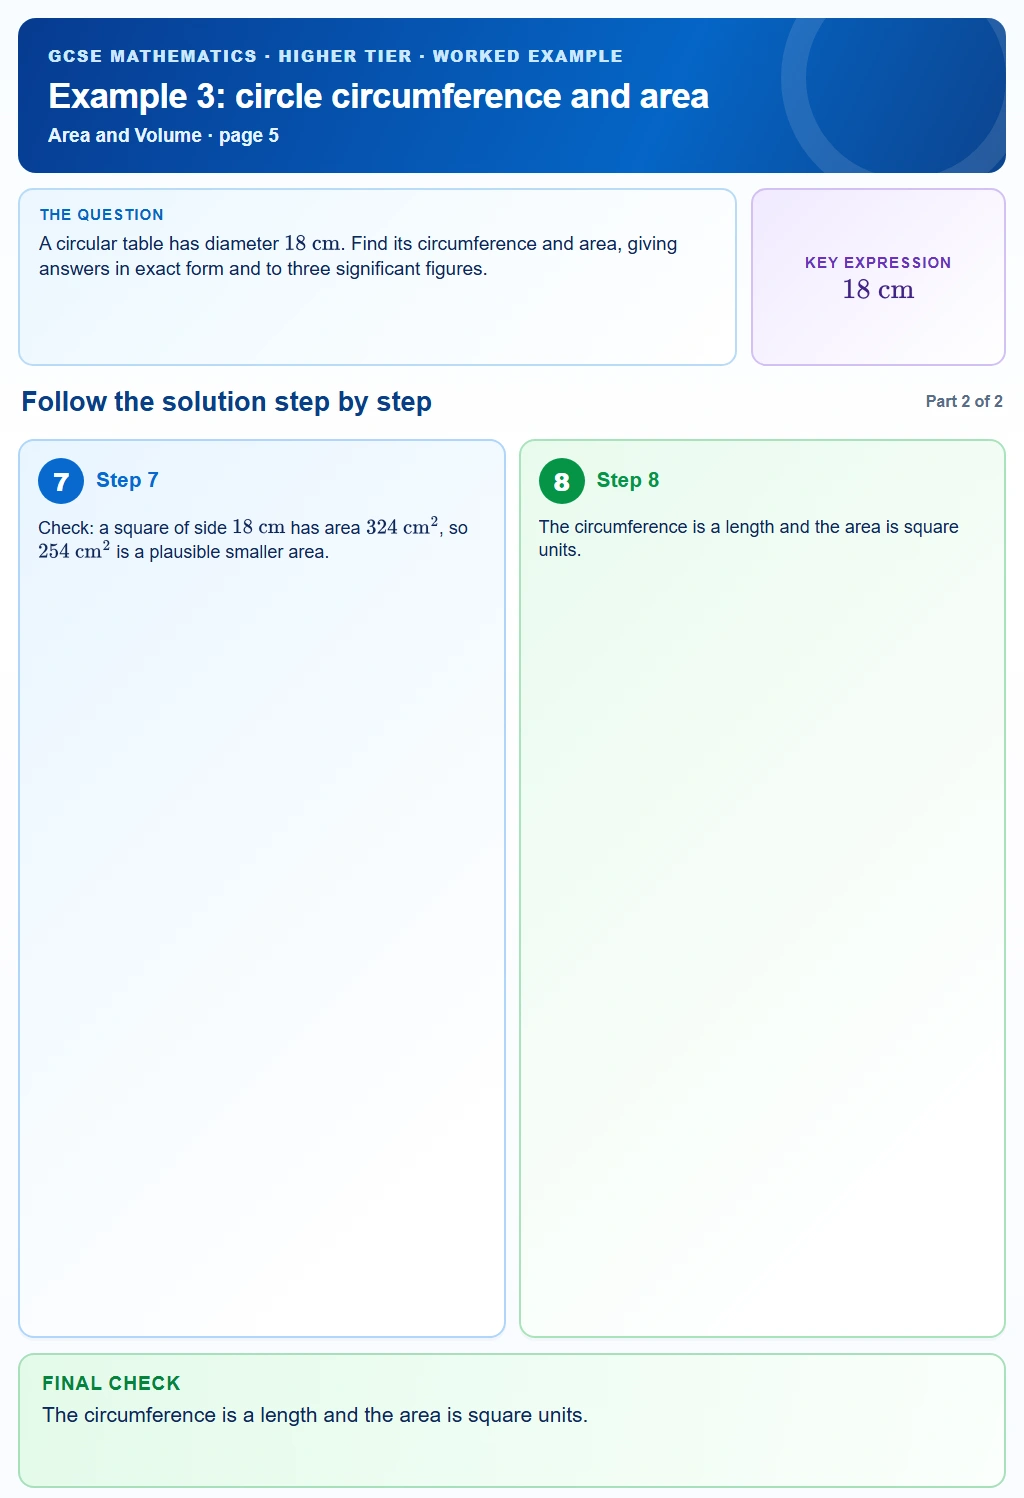 GCSE MATHEMATICS · HIGHER TIER · WORKED EXAMPLE
Example 3: circle circumference and area
Area and Volume · page 5
THE QUESTION
A circular table has diameter 18 cm. Find its circumference and area, giving
answers in exact form and to three significant figures.
KEY EXPRESSION
18 cm
Follow the solution step by step
Part 2 of 2
7 Step 7
Check: a square of side 18 cm has area 324 cm², so
254 cm² is a plausible smaller area.
8 Step 8
The circumference is a length and the area is square
units.
FINAL CHECK
The circumference is a length and the area is square units.